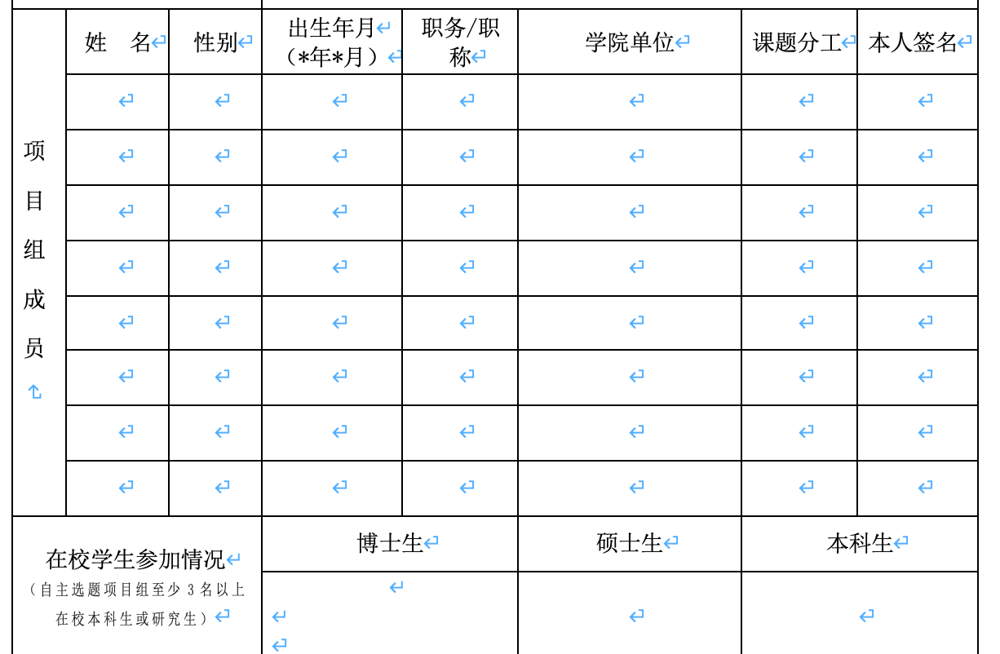 项目组成员
姓　名
性别
出生年月
（*年*月）
职务/职
称
学院单位
课题分工
本人签名
在校学生参加情况
（自主选题项目组至少 3 名以上
在校本科生或研究生）
博士生
硕士生
本科生